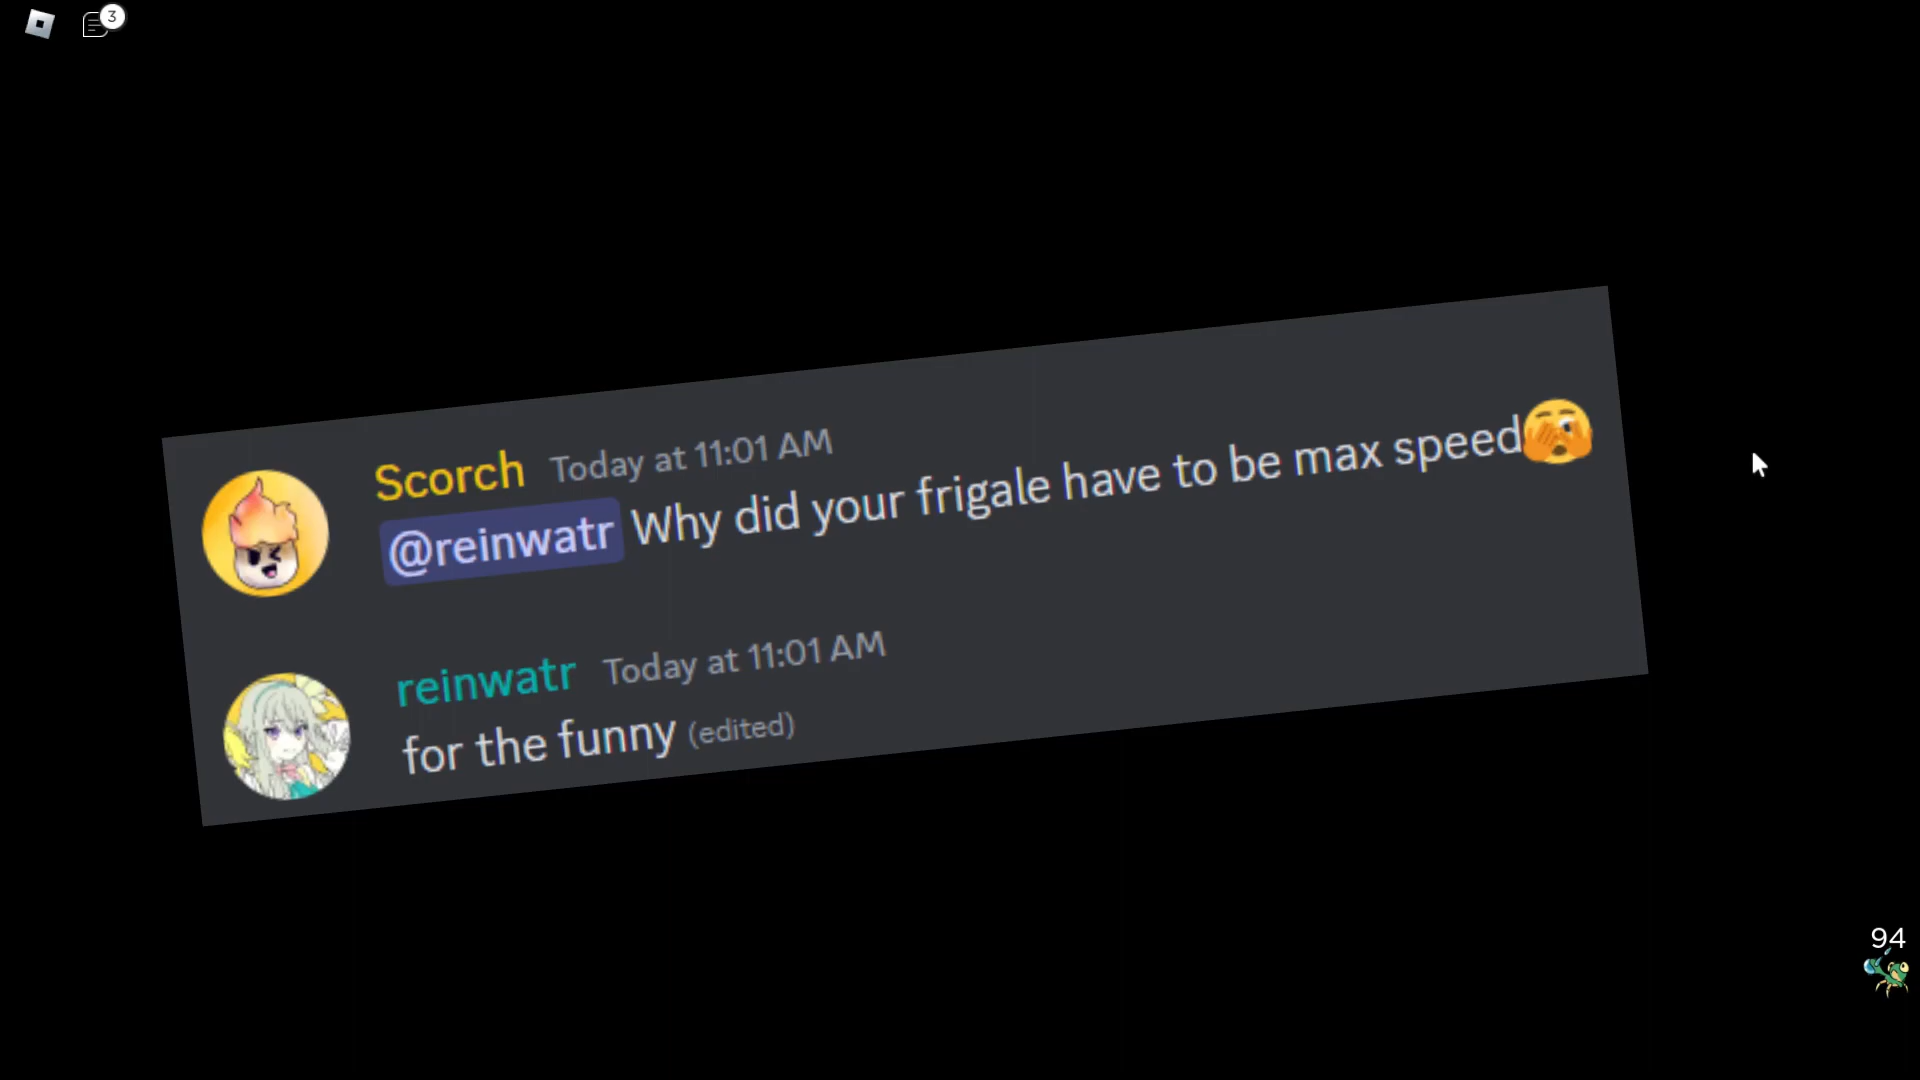 3
Scorch Today at 11:01 AM
@reinwatr Why did your frigale have to be max speed🫣
reinwatr Today at 11:01 AM
for the funny (edited)
94